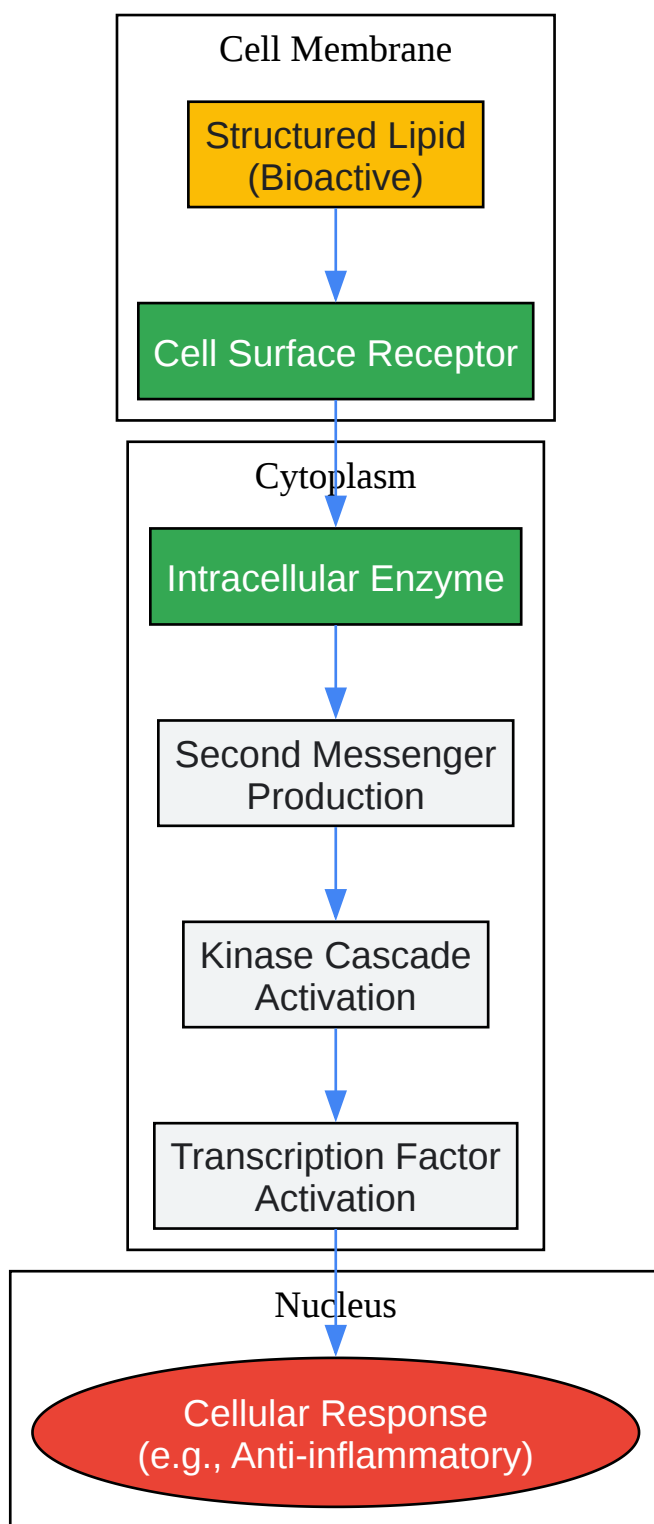 Cell Membrane
Structured Lipid
(Bioactive)
Cell Surface Receptor
Cytoplasm
Intracellular Enzyme
Second Messenger
Production
Kinase Cascade
Activation
Transcription Factor
Activation
Nucleus
Cellular Response
(e.g., Anti-inflammatory)